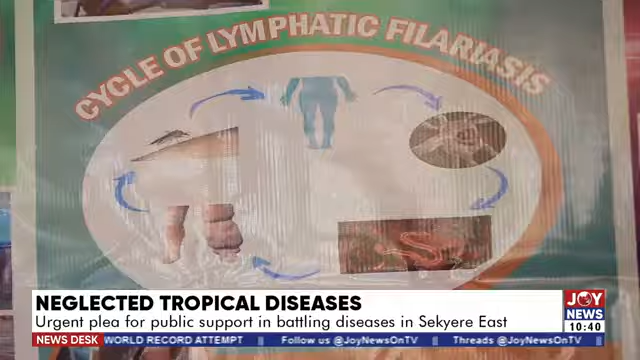 CYCLE OF LYMPHATIC FILARIASIS
NEGLECTED TROPICAL DISEASES
Urgent plea for public support in battling diseases in Sekyere East
JOY
NEWS
10:40
NEWS DESK
WORLD RECORD ATTEMPT || Follow us @JoyNewsOnTV || Threads @JoyNewsOnTV ||